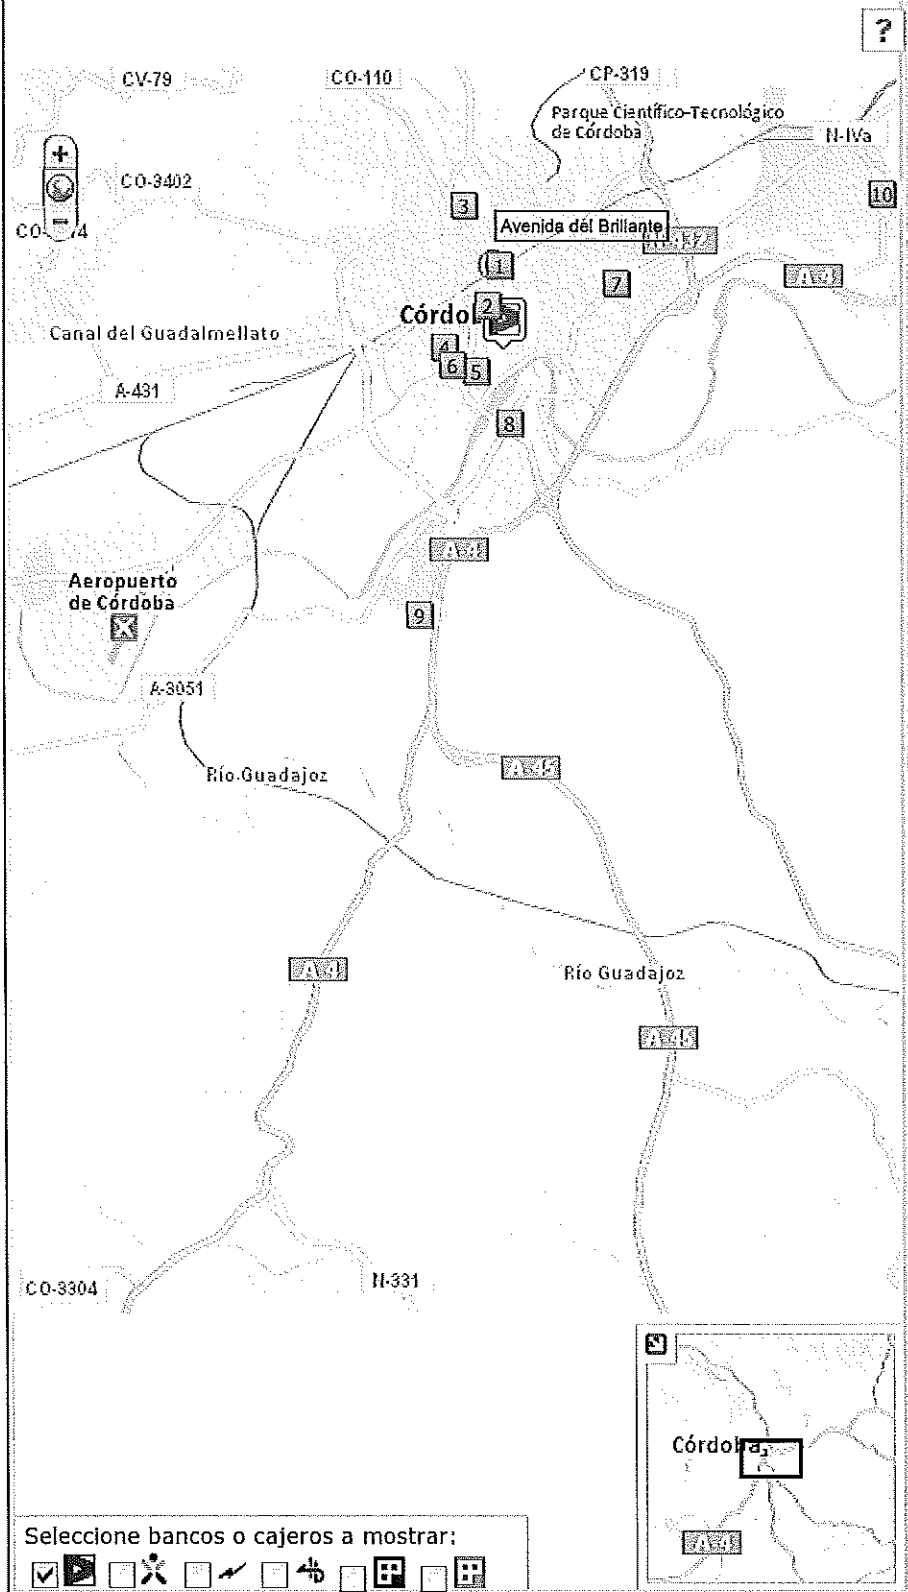 ?
CV-79
CO-110
CP-319
Parque Científico-Tecnológico
de Córdoba
N-IVa
+
CO-3402
-
3
10
Avenida del Brillante
1
7
A-4
2
Canal del Guadalmellato
4
6
5
A-431
8
A-4
Aeropuerto
de Córdoba
9
A-3051
A-45
Río Guadajoz
A-4
Río Guadajoz
A-45
CO-3304
N-331
Córdoba
A-4
Seleccione bancos o cajeros a mostrar: